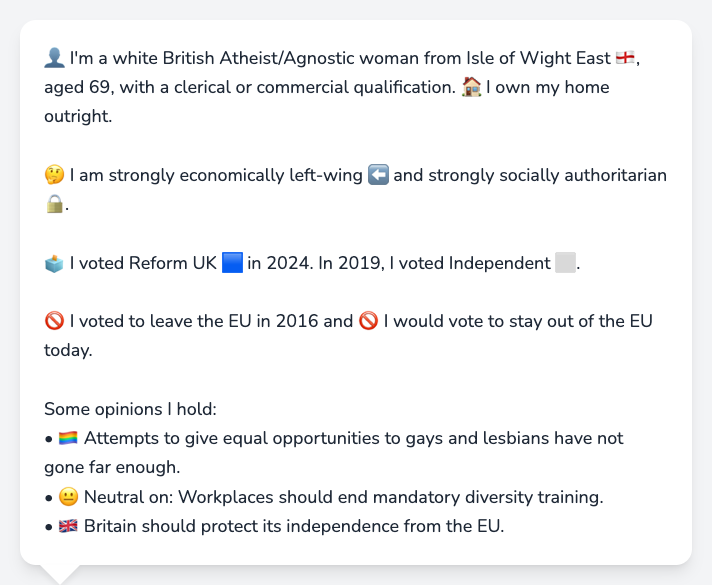 👤 I'm a white British Atheist/Agnostic woman from Isle of Wight East 🏴󠁧󠁢󠁥󠁮󠁧󠁿,
aged 69, with a clerical or commercial qualification. 🏠 I own my home
outright.
🤔 I am strongly economically left-wing ⬅️ and strongly socially authoritarian
🔒.
🗳️ I voted Reform UK 🟦 in 2024. In 2019, I voted Independent ⬜.
🚫 I voted to leave the EU in 2016 and 🚫 I would vote to stay out of the EU
today.
Some opinions I hold:
• 🏳️‍🌈 Attempts to give equal opportunities to gays and lesbians have not
gone far enough.
• 😐 Neutral on: Workplaces should end mandatory diversity training.
• 🇬🇧 Britain should protect its independence from the EU.